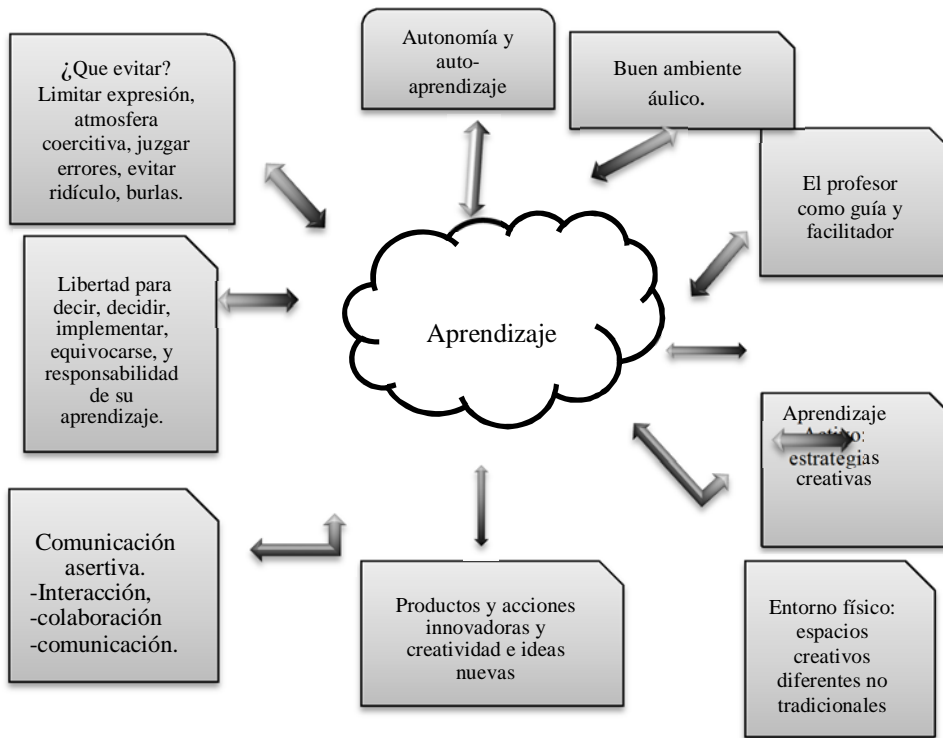 ¿Que evitar?
Limitar expresión,
atmosfera
coercitiva, juzgar
errores, evitar
ridículo, burlas.
Autonomía y
auto-
aprendizaje
Buen ambiente
áulico.
El profesor
como guía y
facilitador
Libertad para
decir, decidir,
implementar,
equivocarse, y
responsabilidad
de su
aprendizaje.
Aprendizaje
Aprendizaje
Activo:
estrategias
creativas
Comunicación
asertiva.
-Interacción,
-colaboración
-comunicación.
Productos y acciones
innovadoras y
creatividad e ideas
nuevas
Entorno físico:
espacios
creativos
diferentes no
tradicionales